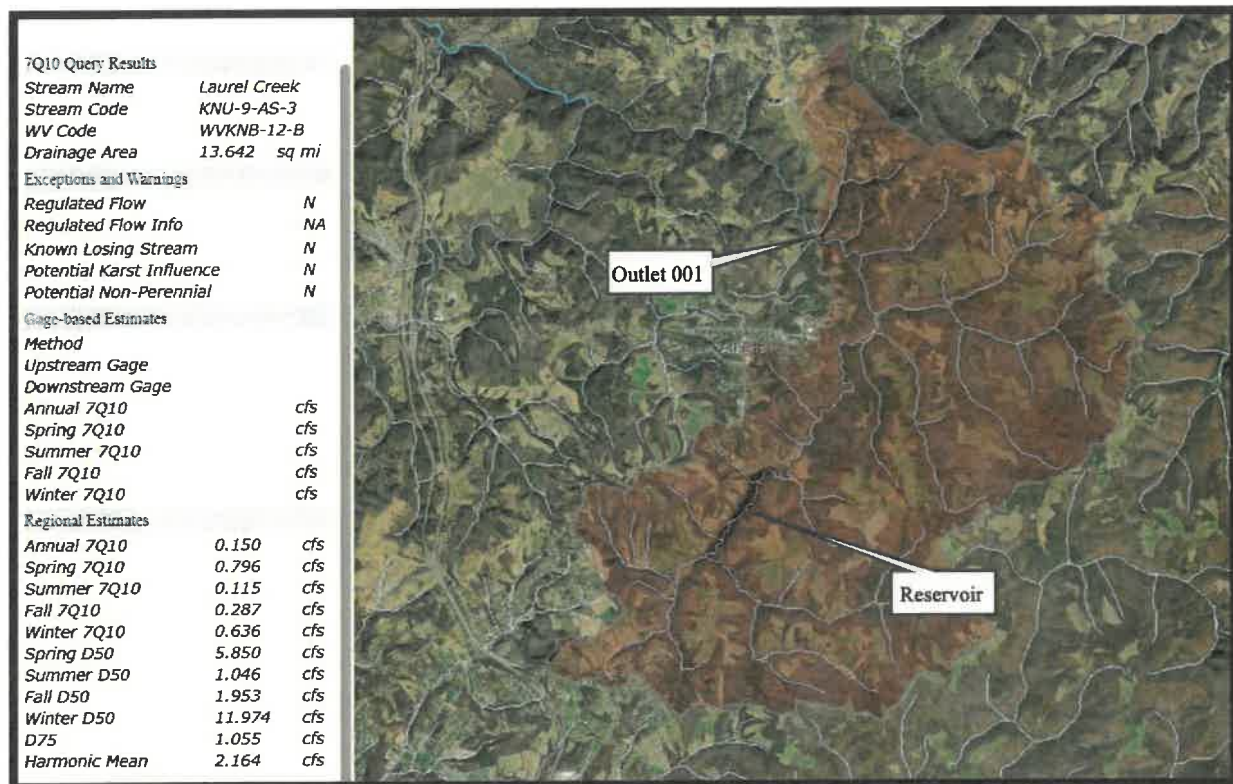 7Q10 Query Results
Stream Name Laurel Creek
Stream Code KNU-9-AS-3
WV Code WVKNB-12-B
Drainage Area 13.642 sq mi
Exceptions and Warnings
Regulated Flow N
Regulated Flow Info NA
Known Losing Stream N
Potential Karst Influence N
Potential Non-Perennial N
Gage-based Estimates
Method
Upstream Gage
Downstream Gage
Annual 7Q10 cfs
Spring 7Q10 cfs
Summer 7Q10 cfs
Fall 7Q10 cfs
Winter 7Q10 cfs
Regional Estimates
Annual 7Q10 0.150 cfs
Spring 7Q10 0.796 cfs
Summer 7Q10 0.115 cfs
Fall 7Q10 0.287 cfs
Winter 7Q10 0.636 cfs
Spring D50 5.850 cfs
Summer D50 1.046 cfs
Fall D50 1.953 cfs
Winter D50 11.974 cfs
D75 1.055 cfs
Harmonic Mean 2.164 cfs
Outlet 001
Reservoir